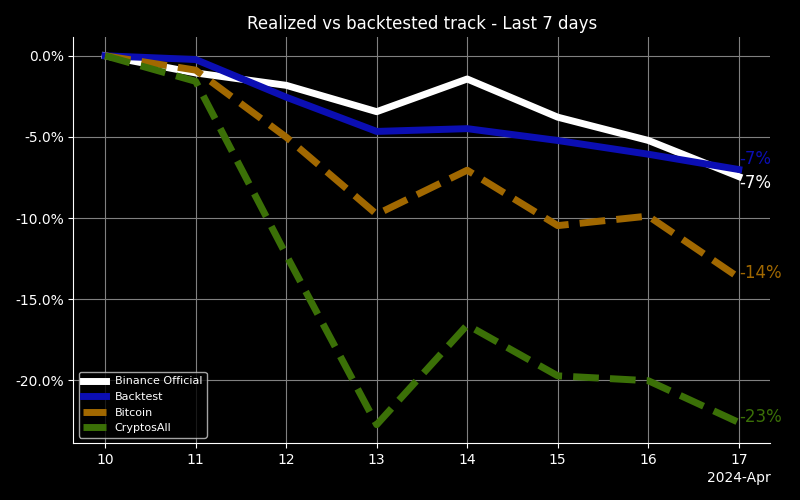 Realized vs backtested track - Last 7 days
0.0%
-5.0%
-10.0%
-15.0%
-20.0%
-7%
-7%
-14%
-23%
Binance Official
Backtest
Bitcoin
CryptosAll
10 11 12 13 14 15 16 17
2024-Apr